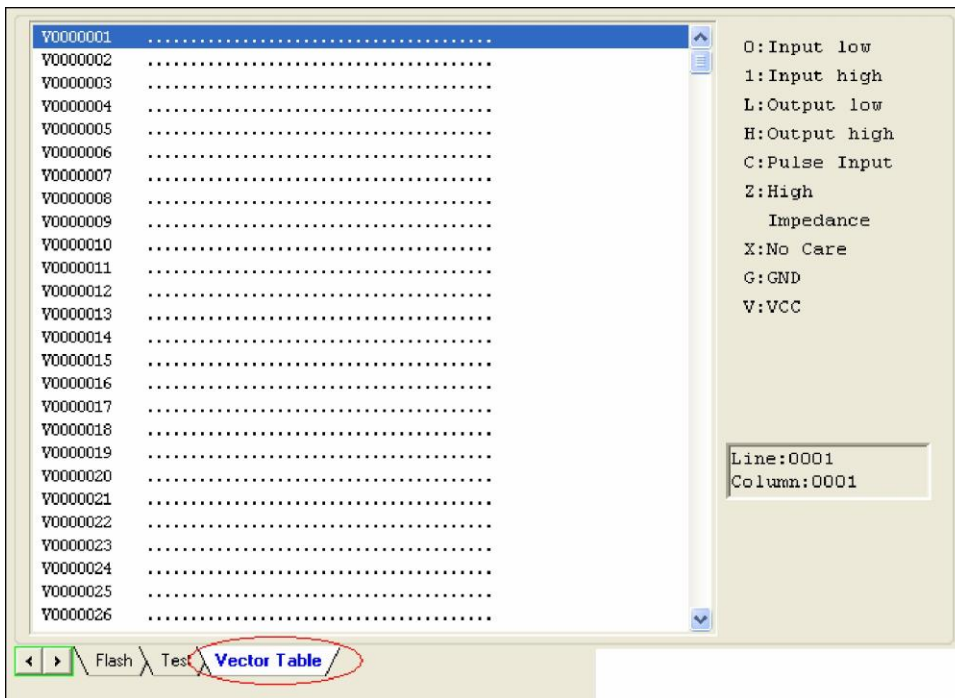 V0000001 ........................................
V0000002 ........................................
V0000003 ........................................
V0000004 ........................................
V0000005 ........................................
V0000006 ........................................
V0000007 ........................................
V0000008 ........................................
V0000009 ........................................
V0000010 ........................................
V0000011 ........................................
V0000012 ........................................
V0000013 ........................................
V0000014 ........................................
V0000015 ........................................
V0000016 ........................................
V0000017 ........................................
V0000018 ........................................
V0000019 ........................................
V0000020 ........................................
V0000021 ........................................
V0000022 ........................................
V0000023 ........................................
V0000024 ........................................
V0000025 ........................................
V0000026 ........................................
0:Input low
1:Input high
L:Output low
H:Output high
C:Pulse Input
Z:High
Impedance
X:No Care
G:GND
V:VCC
Line:0001
Column:0001
Flash Test Vector Table